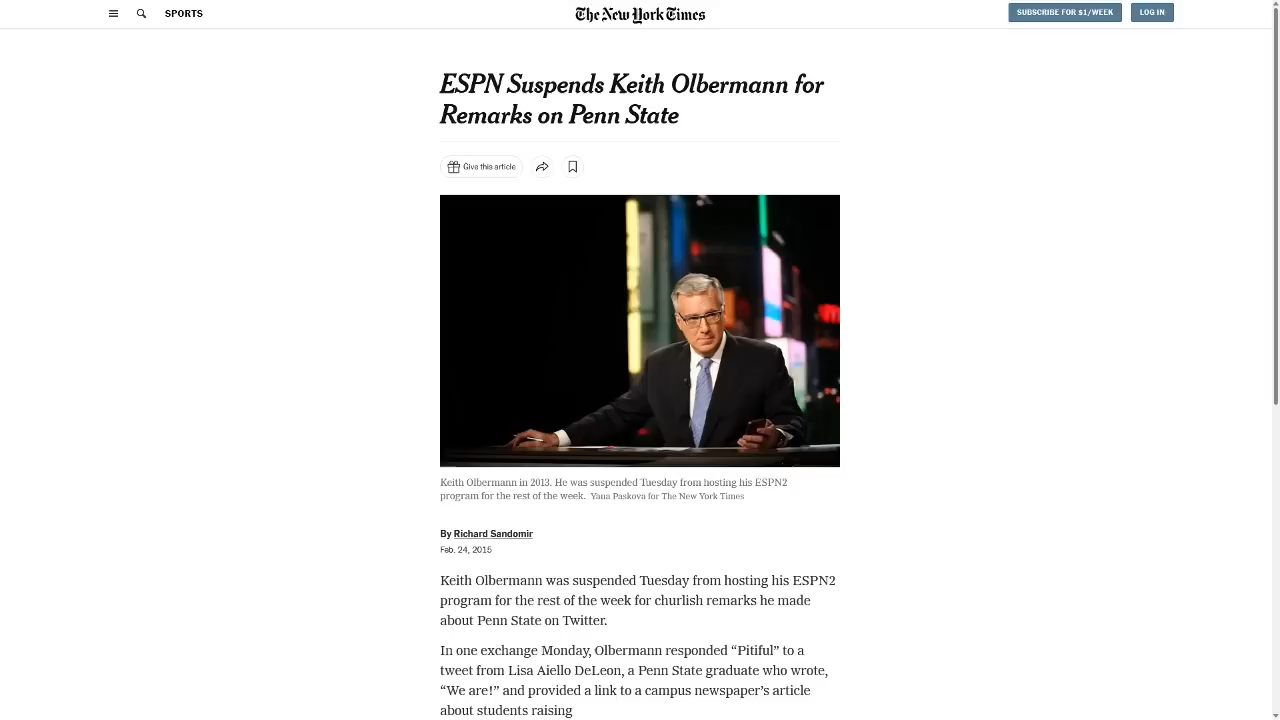 SPORTS
The New York Times
SUBSCRIBE FOR $1/WEEK
LOG IN
ESPN Suspends Keith Olbermann for
Remarks on Penn State
Give this article
Keith Olbermann in 2013. He was suspended Tuesday from hosting his ESPN2
program for the rest of the week. Yana Paskova for The New York Times
By Richard Sandomir
Feb. 24, 2015
Keith Olbermann was suspended Tuesday from hosting his ESPN2
program for the rest of the week for churlish remarks he made
about Penn State on Twitter.
In one exchange Monday, Olbermann responded “Pitiful” to a
tweet from Lisa Aiello DeLeon, a Penn State graduate who wrote,
“We are!” and provided a link to a campus newspaper’s article
about students raising